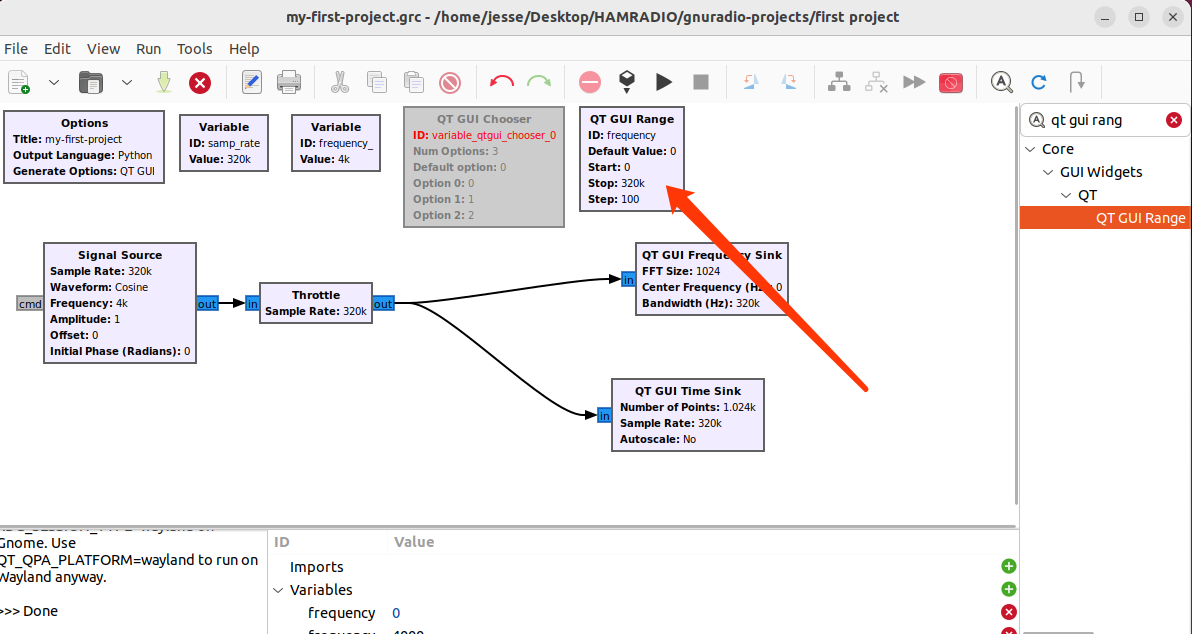 my-first-project.grc - /home/jesse/Desktop/HAMRADIO/gnuradio-projects/first project
File Edit View Run Tools Help
Options
Title: my-first-project
Output Language: Python
Generate Options: QT GUI
Variable
ID: samp_rate
Value: 320k
Variable
ID: frequency_
Value: 4k
QT GUI Chooser
ID: variable_qtgui_chooser_0
Num Options: 3
Default option: 0
Option 0: 0
Option 1: 1
Option 2: 2
QT GUI Range
ID: frequency
Default Value: 0
Start: 0
Stop: 320k
Step: 100
qt gui rang
Core
GUI Widgets
QT
QT GUI Range
cmd
Signal Source
Sample Rate: 320k
Waveform: Cosine
Frequency: 4k
Amplitude: 1
Offset: 0
Initial Phase (Radians): 0
out
in
Throttle
Sample Rate: 320k
out
in
QT GUI Frequency Sink
FFT Size: 1024
Center Frequency (Hz): 0
Bandwidth (Hz): 320k
in
QT GUI Time Sink
Number of Points: 1.024k
Sample Rate: 320k
Autoscale: No
Gnome. Use
QT_QPA_PLATFORM=wayland to run on
Wayland anyway.
>>> Done
ID Value
Imports
Variables
frequency 0